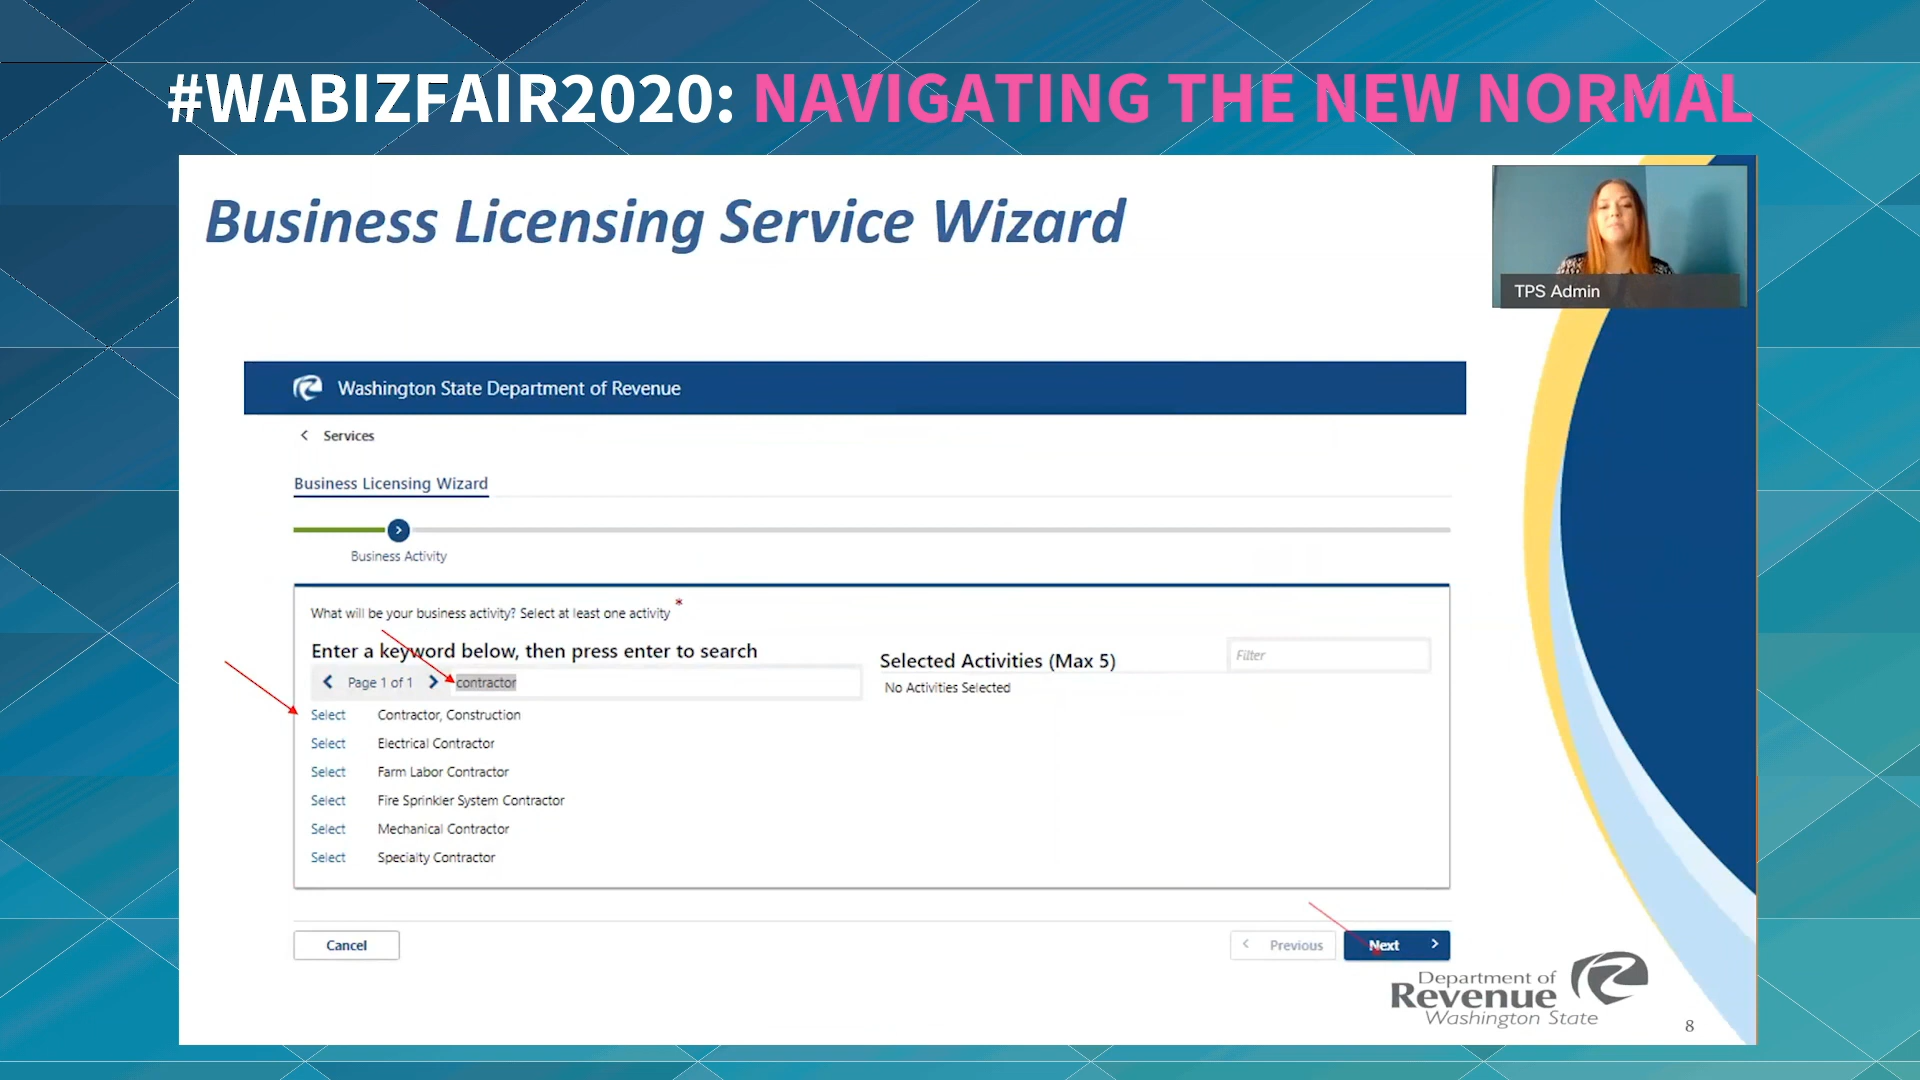 #WABIZFAIR2020: NAVIGATING THE NEW NORMAL
Business Licensing Service Wizard
TPS Admin
Washington State Department of Revenue
Services
Business Licensing Wizard
Business Activity
What will be your business activity? Select at least one activity *
Enter a keyword below, then press enter to search
Page 1 of 1 contractor
Select Contractor, Construction
Select Electrical Contractor
Select Farm Labor Contractor
Select Fire Sprinkler System Contractor
Select Mechanical Contractor
Select Specialty Contractor
Selected Activities (Max 5)
Filter
No Activities Selected
Cancel
Previous
Next
Department of
Revenue
Washington State
8